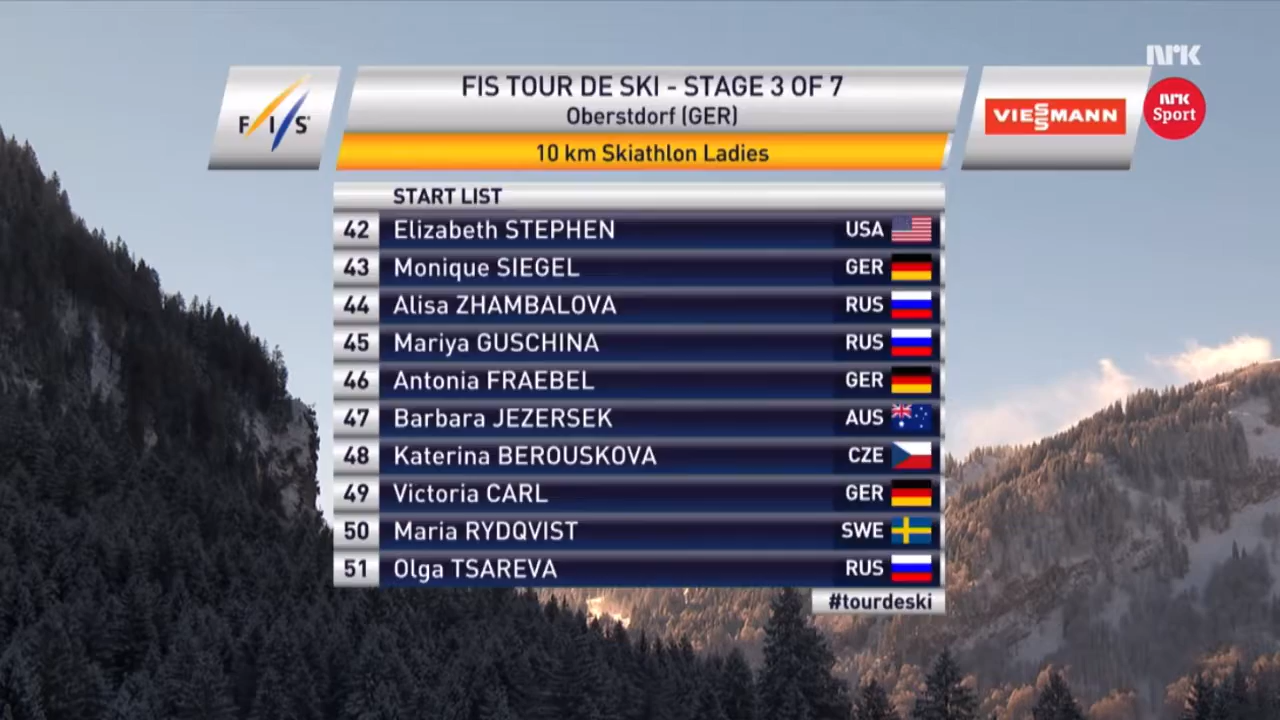 NRK
FIS
FIS TOUR DE SKI - STAGE 3 OF 7
Oberstdorf (GER)
10 km Skiathlon Ladies
VIESSMANN
NRK
Sport
START LIST
42 Elizabeth STEPHEN USA
43 Monique SIEGEL GER
44 Alisa ZHAMBALOVA RUS
45 Mariya GUSCHINA RUS
46 Antonia FRAEBEL GER
47 Barbara JEZERSEK AUS
48 Katerina BEROUSKOVA CZE
49 Victoria CARL GER
50 Maria RYDQVIST SWE
51 Olga TSAREVA RUS
#tourdeski